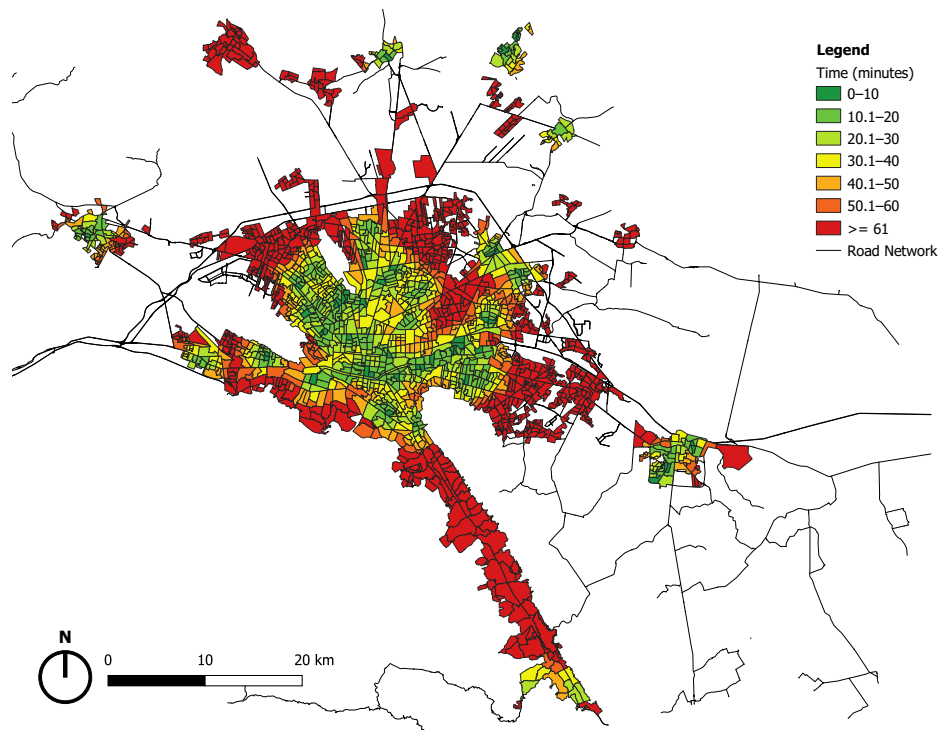 Legend
Time (minutes)
0–10
10.1–20
20.1–30
30.1–40
40.1–50
50.1–60
>= 61
Road Network
N
0 10 20 km